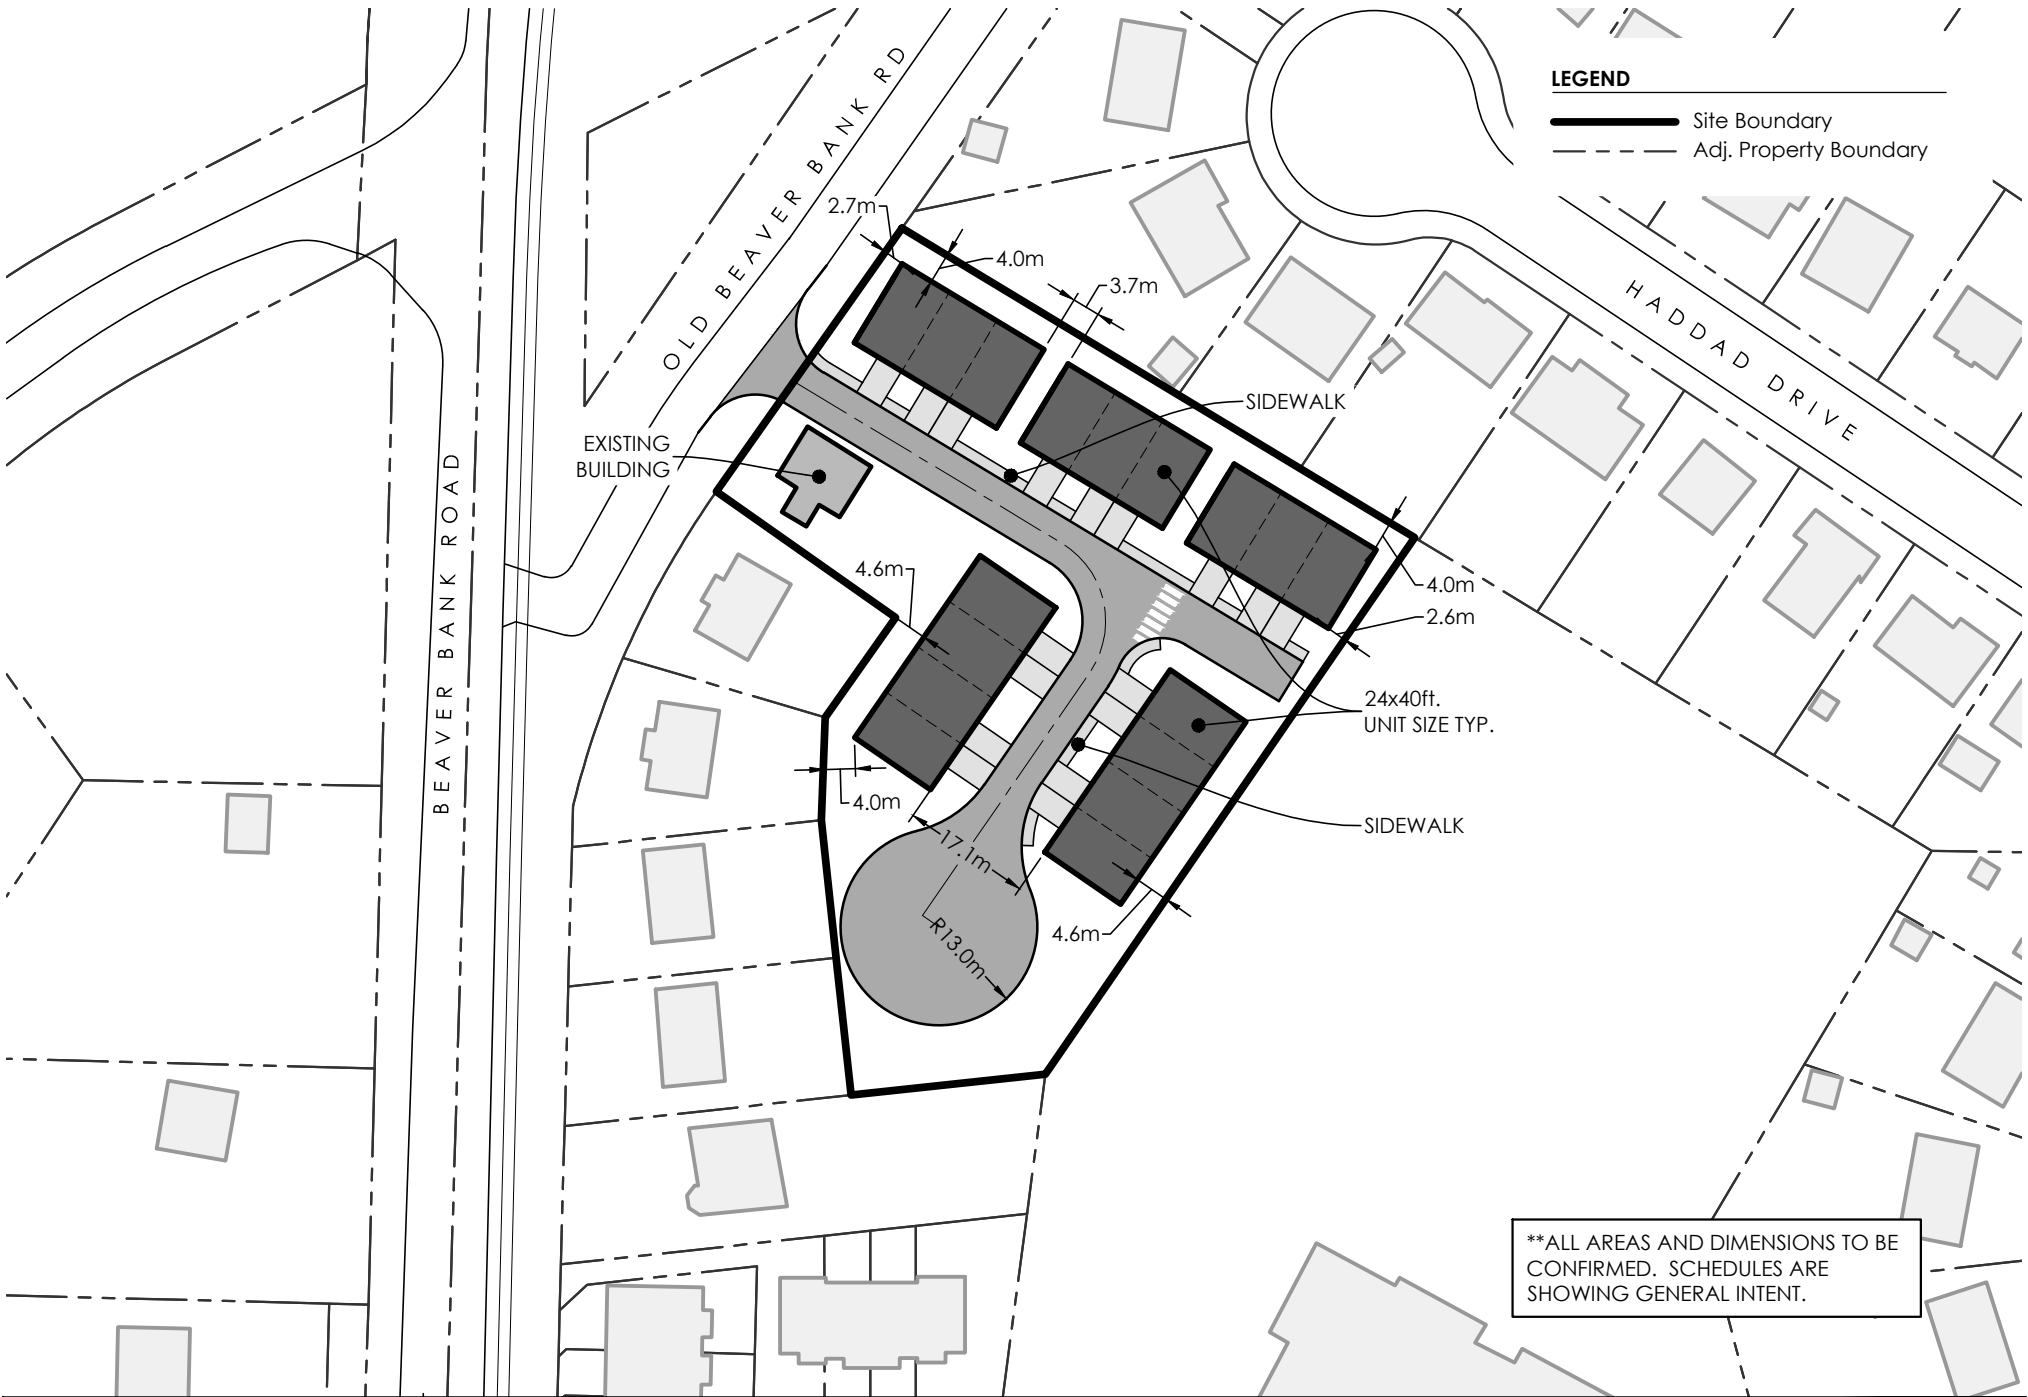 LEGEND
Site Boundary
Adj. Property Boundary
OLD BEAVER BANK RD
2.7m
4.0m
3.7m
HADDAD DRIVE
SIDEWALK
EXISTING
BUILDING
BEAVER BANK ROAD
4.6m
4.0m
2.6m
24x40ft.
UNIT SIZE TYP.
4.0m
17.1m
SIDEWALK
R13.0m
4.6m
**ALL AREAS AND DIMENSIONS TO BE
CONFIRMED. SCHEDULES ARE
SHOWING GENERAL INTENT.